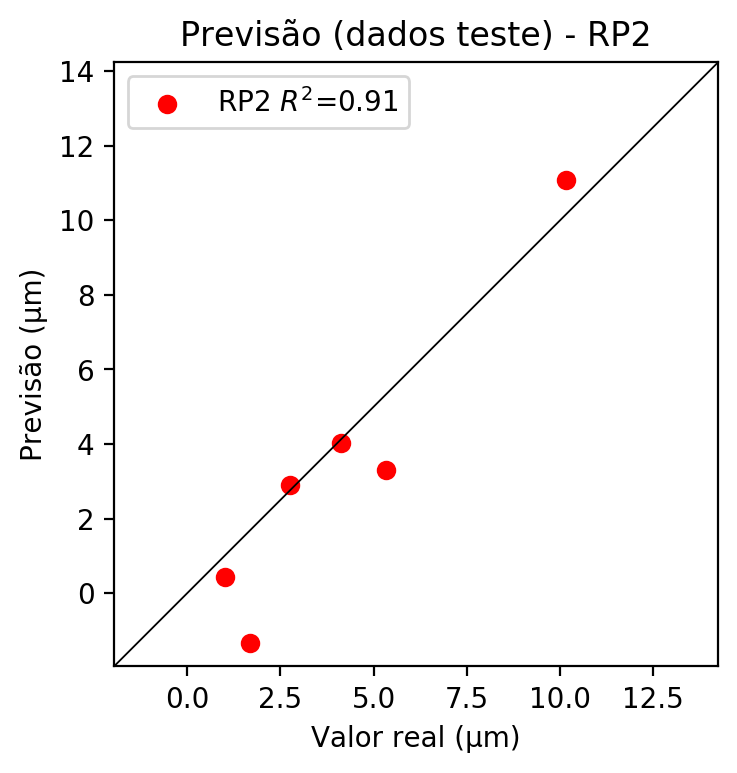 Previsão (dados teste) - RP2
RP2 R²=0.91
Previsão (μm)
14
12
10
8
6
4
2
0
0.0 2.5 5.0 7.5 10.0 12.5
Valor real (μm)